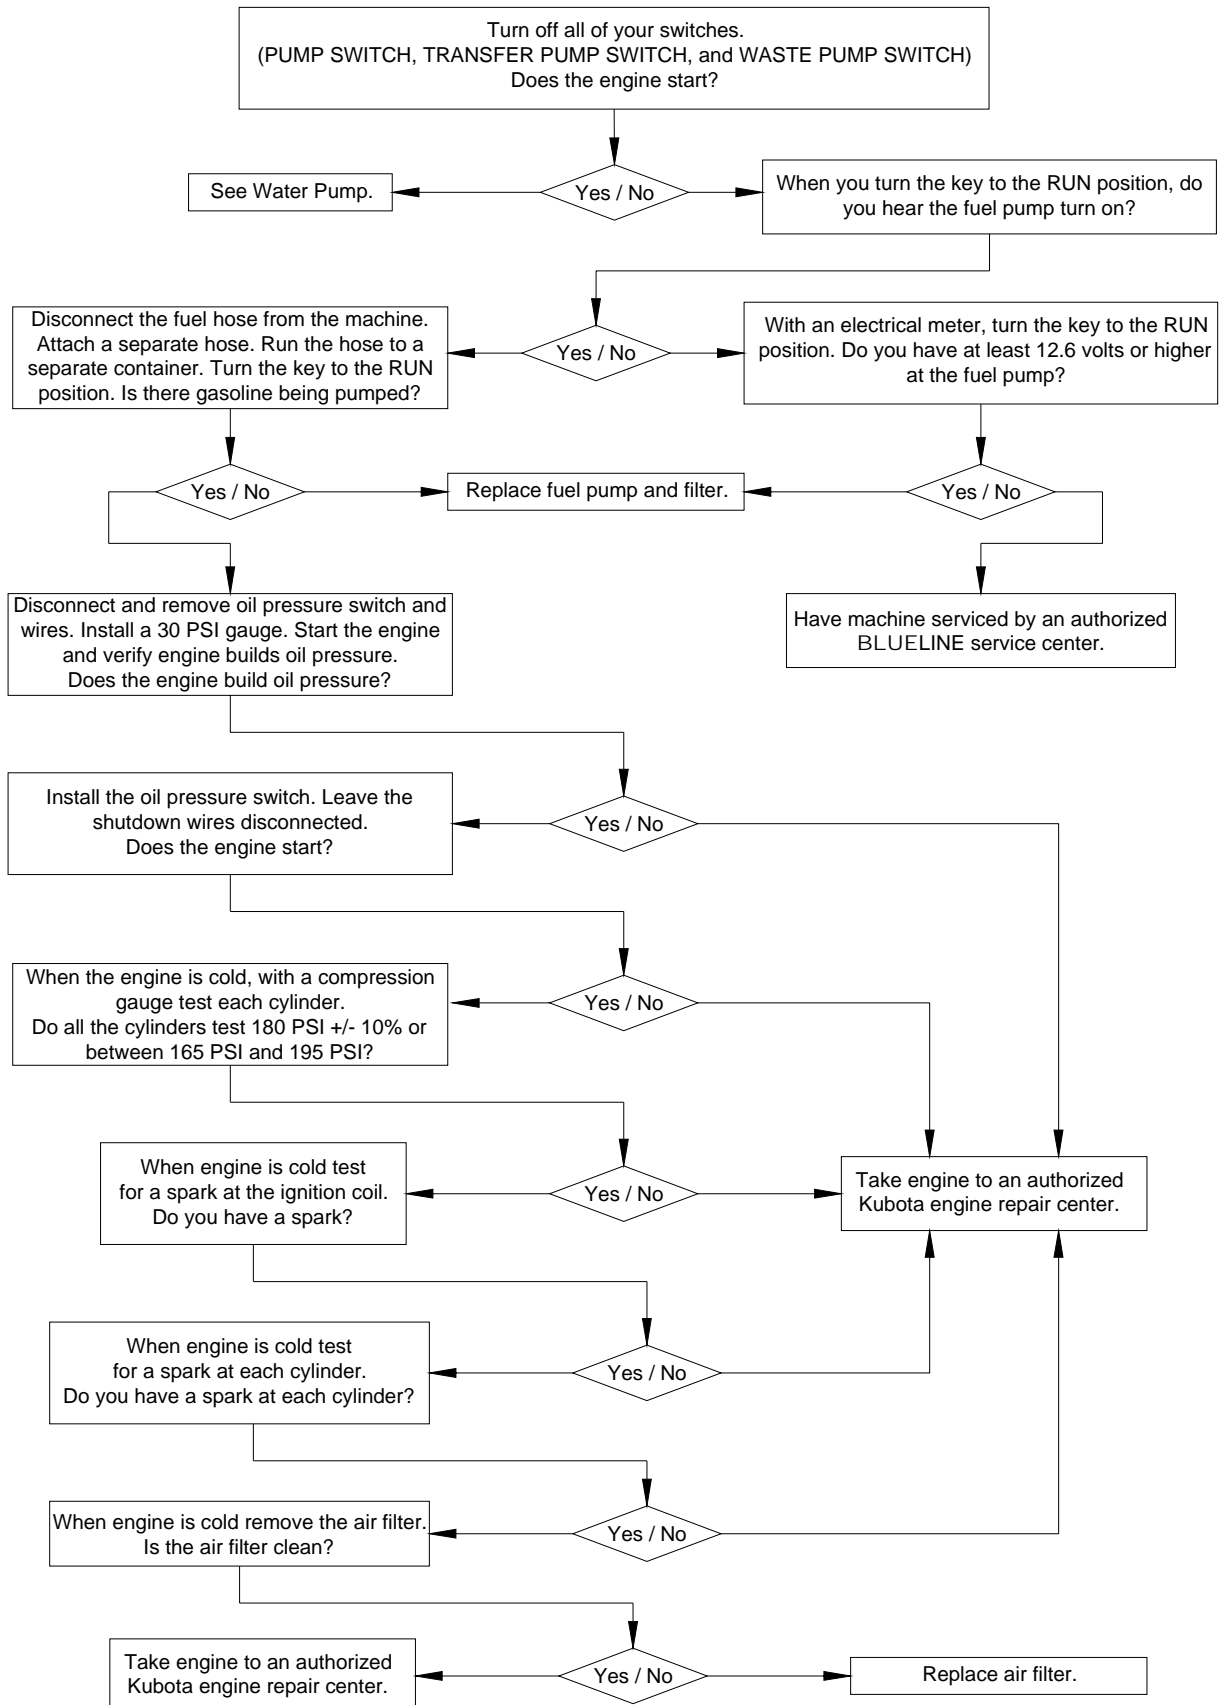 Turn off all of your switches.
(PUMP SWITCH, TRANSFER PUMP SWITCH, and WASTE PUMP SWITCH)
Does the engine start?
See Water Pump.
Yes / No
When you turn the key to the RUN position, do
you hear the fuel pump turn on?
Disconnect the fuel hose from the machine.
Attach a separate hose. Run the hose to a
separate container. Turn the key to the RUN
position. Is there gasoline being pumped?
Yes / No
With an electrical meter, turn the key to the RUN
position. Do you have at least 12.6 volts or higher
at the fuel pump?
Yes / No
Replace fuel pump and filter.
Yes / No
Disconnect and remove oil pressure switch and
wires. Install a 30 PSI gauge. Start the engine
and verify engine builds oil pressure.
Does the engine build oil pressure?
Have machine serviced by an authorized
BLUELINE service center.
Install the oil pressure switch. Leave the
shutdown wires disconnected.
Does the engine start?
Yes / No
When the engine is cold, with a compression
gauge test each cylinder.
Do all the cylinders test 180 PSI +/- 10% or
between 165 PSI and 195 PSI?
Yes / No
When engine is cold test
for a spark at the ignition coil.
Do you have a spark?
Yes / No
Take engine to an authorized
Kubota engine repair center.
When engine is cold test
for a spark at each cylinder.
Do you have a spark at each cylinder?
Yes / No
When engine is cold remove the air filter.
Is the air filter clean?
Yes / No
Take engine to an authorized
Kubota engine repair center.
Yes / No
Replace air filter.